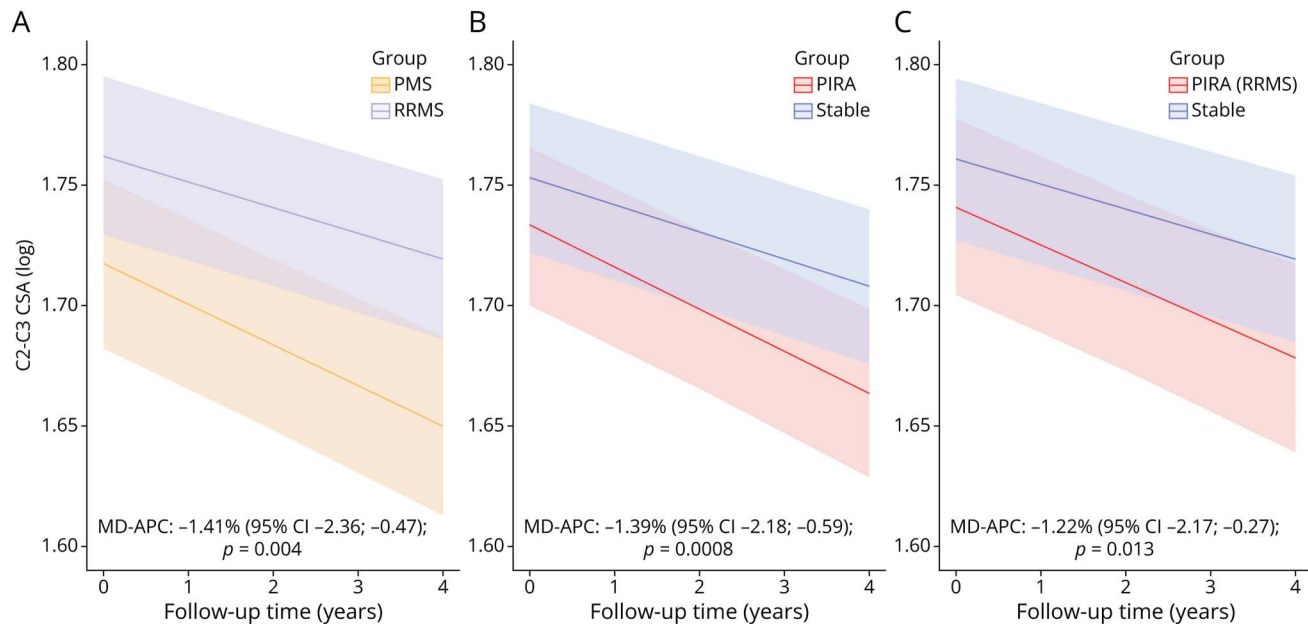 A
C2-C3 CSA (log)
1.80
1.75
1.70
1.65
1.60
Group
PMS
RRMS
MD-APC: –1.41% (95% CI –2.36; –0.47);
p = 0.004
0 1 2 3 4
Follow-up time (years)
B
1.80
1.75
1.70
1.65
1.60
Group
PIRA
Stable
MD-APC: –1.39% (95% CI –2.18; –0.59);
p = 0.0008
0 1 2 3 4
Follow-up time (years)
C
1.80
1.75
1.70
1.65
1.60
Group
PIRA (RRMS)
Stable
MD-APC: –1.22% (95% CI –2.17; –0.27);
p = 0.013
0 1 2 3 4
Follow-up time (years)